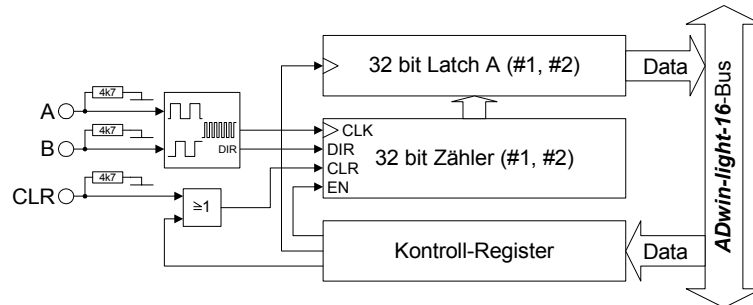 32 bit Latch A (#1, #2)
Data
4k7
A
4k7
B
DIR
CLK
DIR
CLR
EN
32 bit Zähler (#1, #2)
4k7
CLR
≥1
Kontroll-Register
Data
ADwin-light-16-Bus